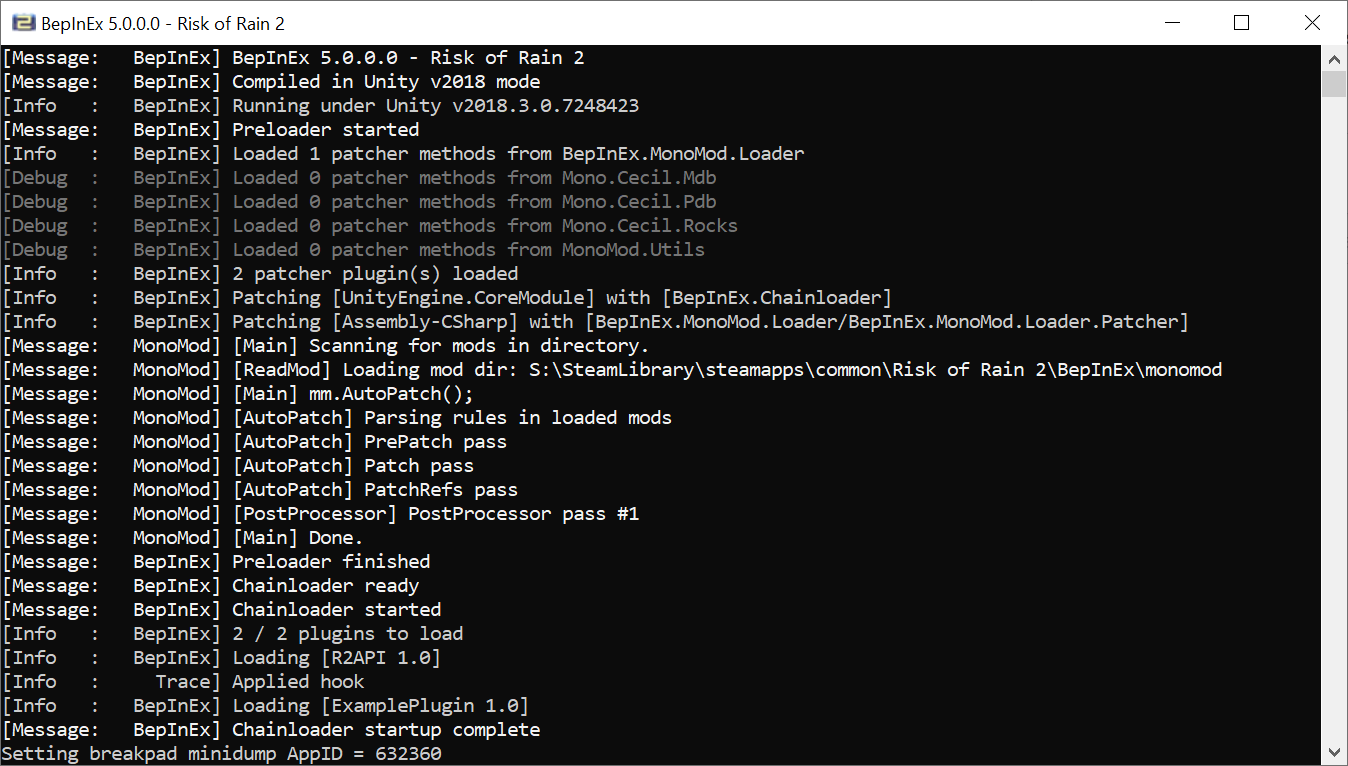 BepInEx 5.0.0.0 - Risk of Rain 2
[Message:   BepInEx] BepInEx 5.0.0.0 - Risk of Rain 2
[Message:   BepInEx] Compiled in Unity v2018 mode
[Info   :   BepInEx] Running under Unity v2018.3.0.7248423
[Message:   BepInEx] Preloader started
[Info   :   BepInEx] Loaded 1 patcher methods from BepInEx.MonoMod.Loader
[Debug  :   BepInEx] Loaded 0 patcher methods from Mono.Cecil.Mdb
[Debug  :   BepInEx] Loaded 0 patcher methods from Mono.Cecil.Pdb
[Debug  :   BepInEx] Loaded 0 patcher methods from Mono.Cecil.Rocks
[Debug  :   BepInEx] Loaded 0 patcher methods from MonoMod.Utils
[Info   :   BepInEx] 2 patcher plugin(s) loaded
[Info   :   BepInEx] Patching [UnityEngine.CoreModule] with [BepInEx.Chainloader]
[Info   :   BepInEx] Patching [Assembly-CSharp] with [BepInEx.MonoMod.Loader/BepInEx.MonoMod.Loader.Patcher]
[Message:   MonoMod] [Main] Scanning for mods in directory.
[Message:   MonoMod] [ReadMod] Loading mod dir: S:\SteamLibrary\steamapps\common\Risk of Rain 2\BepInEx\monomod
[Message:   MonoMod] [Main] mm.AutoPatch();
[Message:   MonoMod] [AutoPatch] Parsing rules in loaded mods
[Message:   MonoMod] [AutoPatch] PrePatch pass
[Message:   MonoMod] [AutoPatch] Patch pass
[Message:   MonoMod] [AutoPatch] PatchRefs pass
[Message:   MonoMod] [PostProcessor] PostProcessor pass #1
[Message:   MonoMod] [Main] Done.
[Message:   BepInEx] Preloader finished
[Message:   BepInEx] Chainloader ready
[Message:   BepInEx] Chainloader started
[Info   :   BepInEx] 2 / 2 plugins to load
[Info   :   BepInEx] Loading [R2API 1.0]
[Info   :     Trace] Applied hook
[Info   :   BepInEx] Loading [ExamplePlugin 1.0]
[Message:   BepInEx] Chainloader startup complete
Setting breakpad minidump AppID = 632360